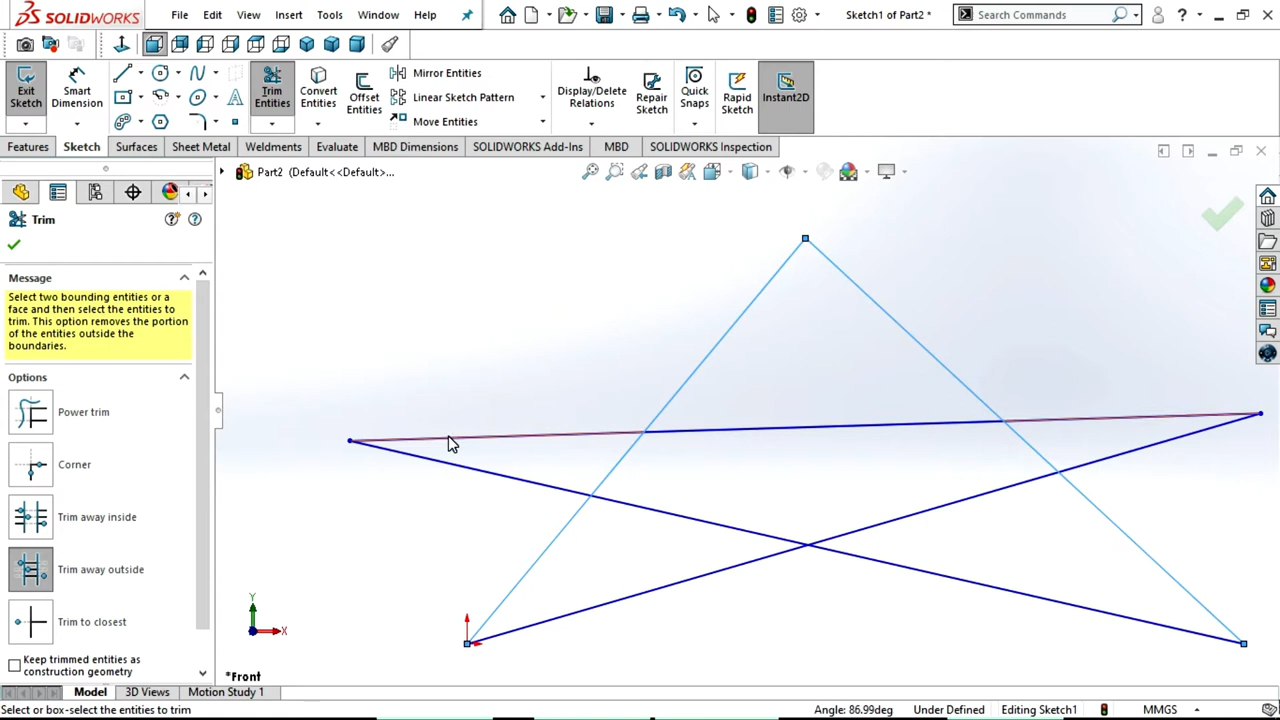 SOLIDWORKS File Edit View Insert Tools Window Help Sketch1 of Part2 * Search Commands ?
Exit Sketch
Smart Dimension
Trim Entities
Convert Entities
Offset Entities
Mirror Entities
Linear Sketch Pattern
Move Entities
Display/Delete Relations
Repair Sketch
Quick Snaps
Rapid Sketch
Instant2D
Features Sketch Surfaces Sheet Metal Weldments Evaluate MBD Dimensions SOLIDWORKS Add-Ins MBD SOLIDWORKS Inspection
Part2 (Default<<Default>...
Trim
Message
Select two bounding entities or a
face and then select the entities to
trim. This option removes the portion
of the entities outside the
boundaries.
Options
Power trim
Corner
Trim away inside
Trim away outside
Trim to closest
Keep trimmed entities as
construction geometry
Y
X
*Front
Model 3D Views Motion Study 1
Select or box-select the entities to trim Angle: 86.99deg Under Defined Editing Sketch1 MMGS